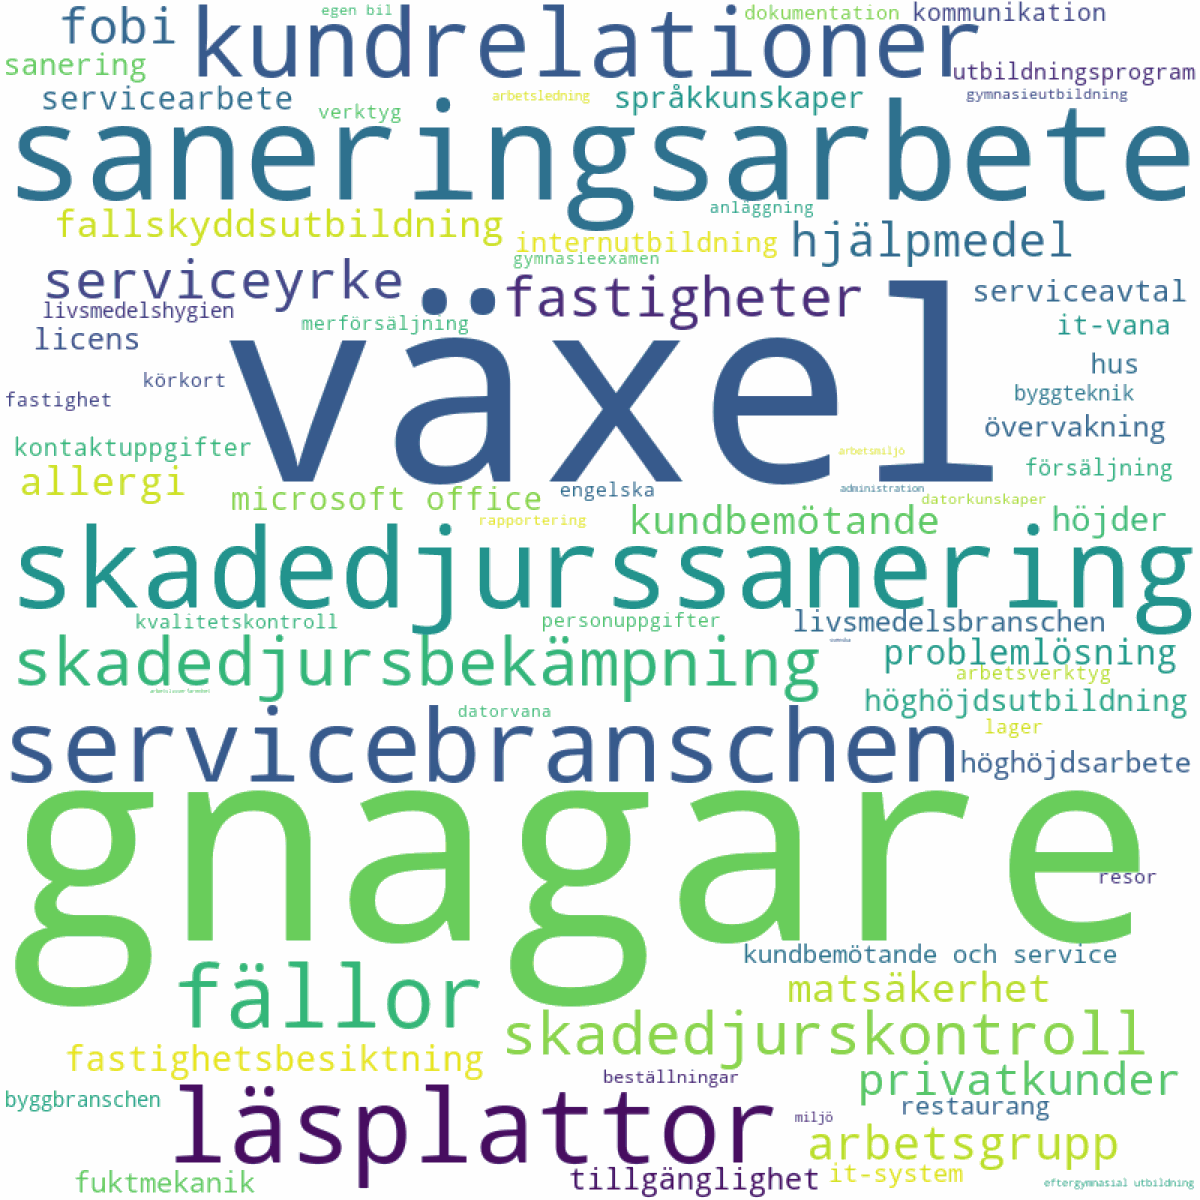 egen bil
dokumentation
kommunikation
fobi
kundrelationer
sanering
utbildningsprogram
servicearbete
arbetsledning
språkkunskaper
gymnasieutbildning
verktyg
saneringsarbete
anläggning
fallskyddsutbildning
internutbildning
hjälpmedel
gymnasieexamen
serviceyrke
fastigheter
serviceavtal
livsmedelshygien
merförsäljning
it-vana
licens
växel
hus
körkort
byggteknik
fastighet
övervakning
kontaktuppgifter
arbetsmiljö
försäljning
allergi
microsoft office
engelska
administration
datorkunskaper
rapportering
kundbemötande
höjder
skadedjurssanering
kvalitetskontroll
personuppgifter
livsmedelsbranschen
svenska
skadedjursbekämpning
problemlösning
arbetsverktyg
höghöjdsutbildning
datorvana
lager
servicebranschen
höghöjdsarbete
gnagare
resor
kundbemötande och service
fällor
matsäkerhet
skadedjurskontroll
fastighetsbesiktning
beställningar
privatkunder
byggbranschen
läsplattor
restaurang
miljö
arbetsgrupp
fuktmekanik
tillgänglighet
it-system
eftergymnasial utbildning